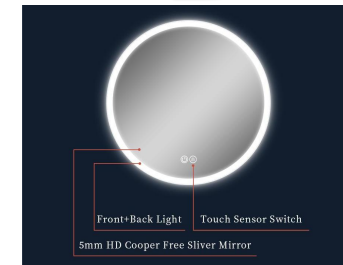 Front+Back Light
Touch Sensor Switch
5mm HD Cooper Free Sliver Mirror